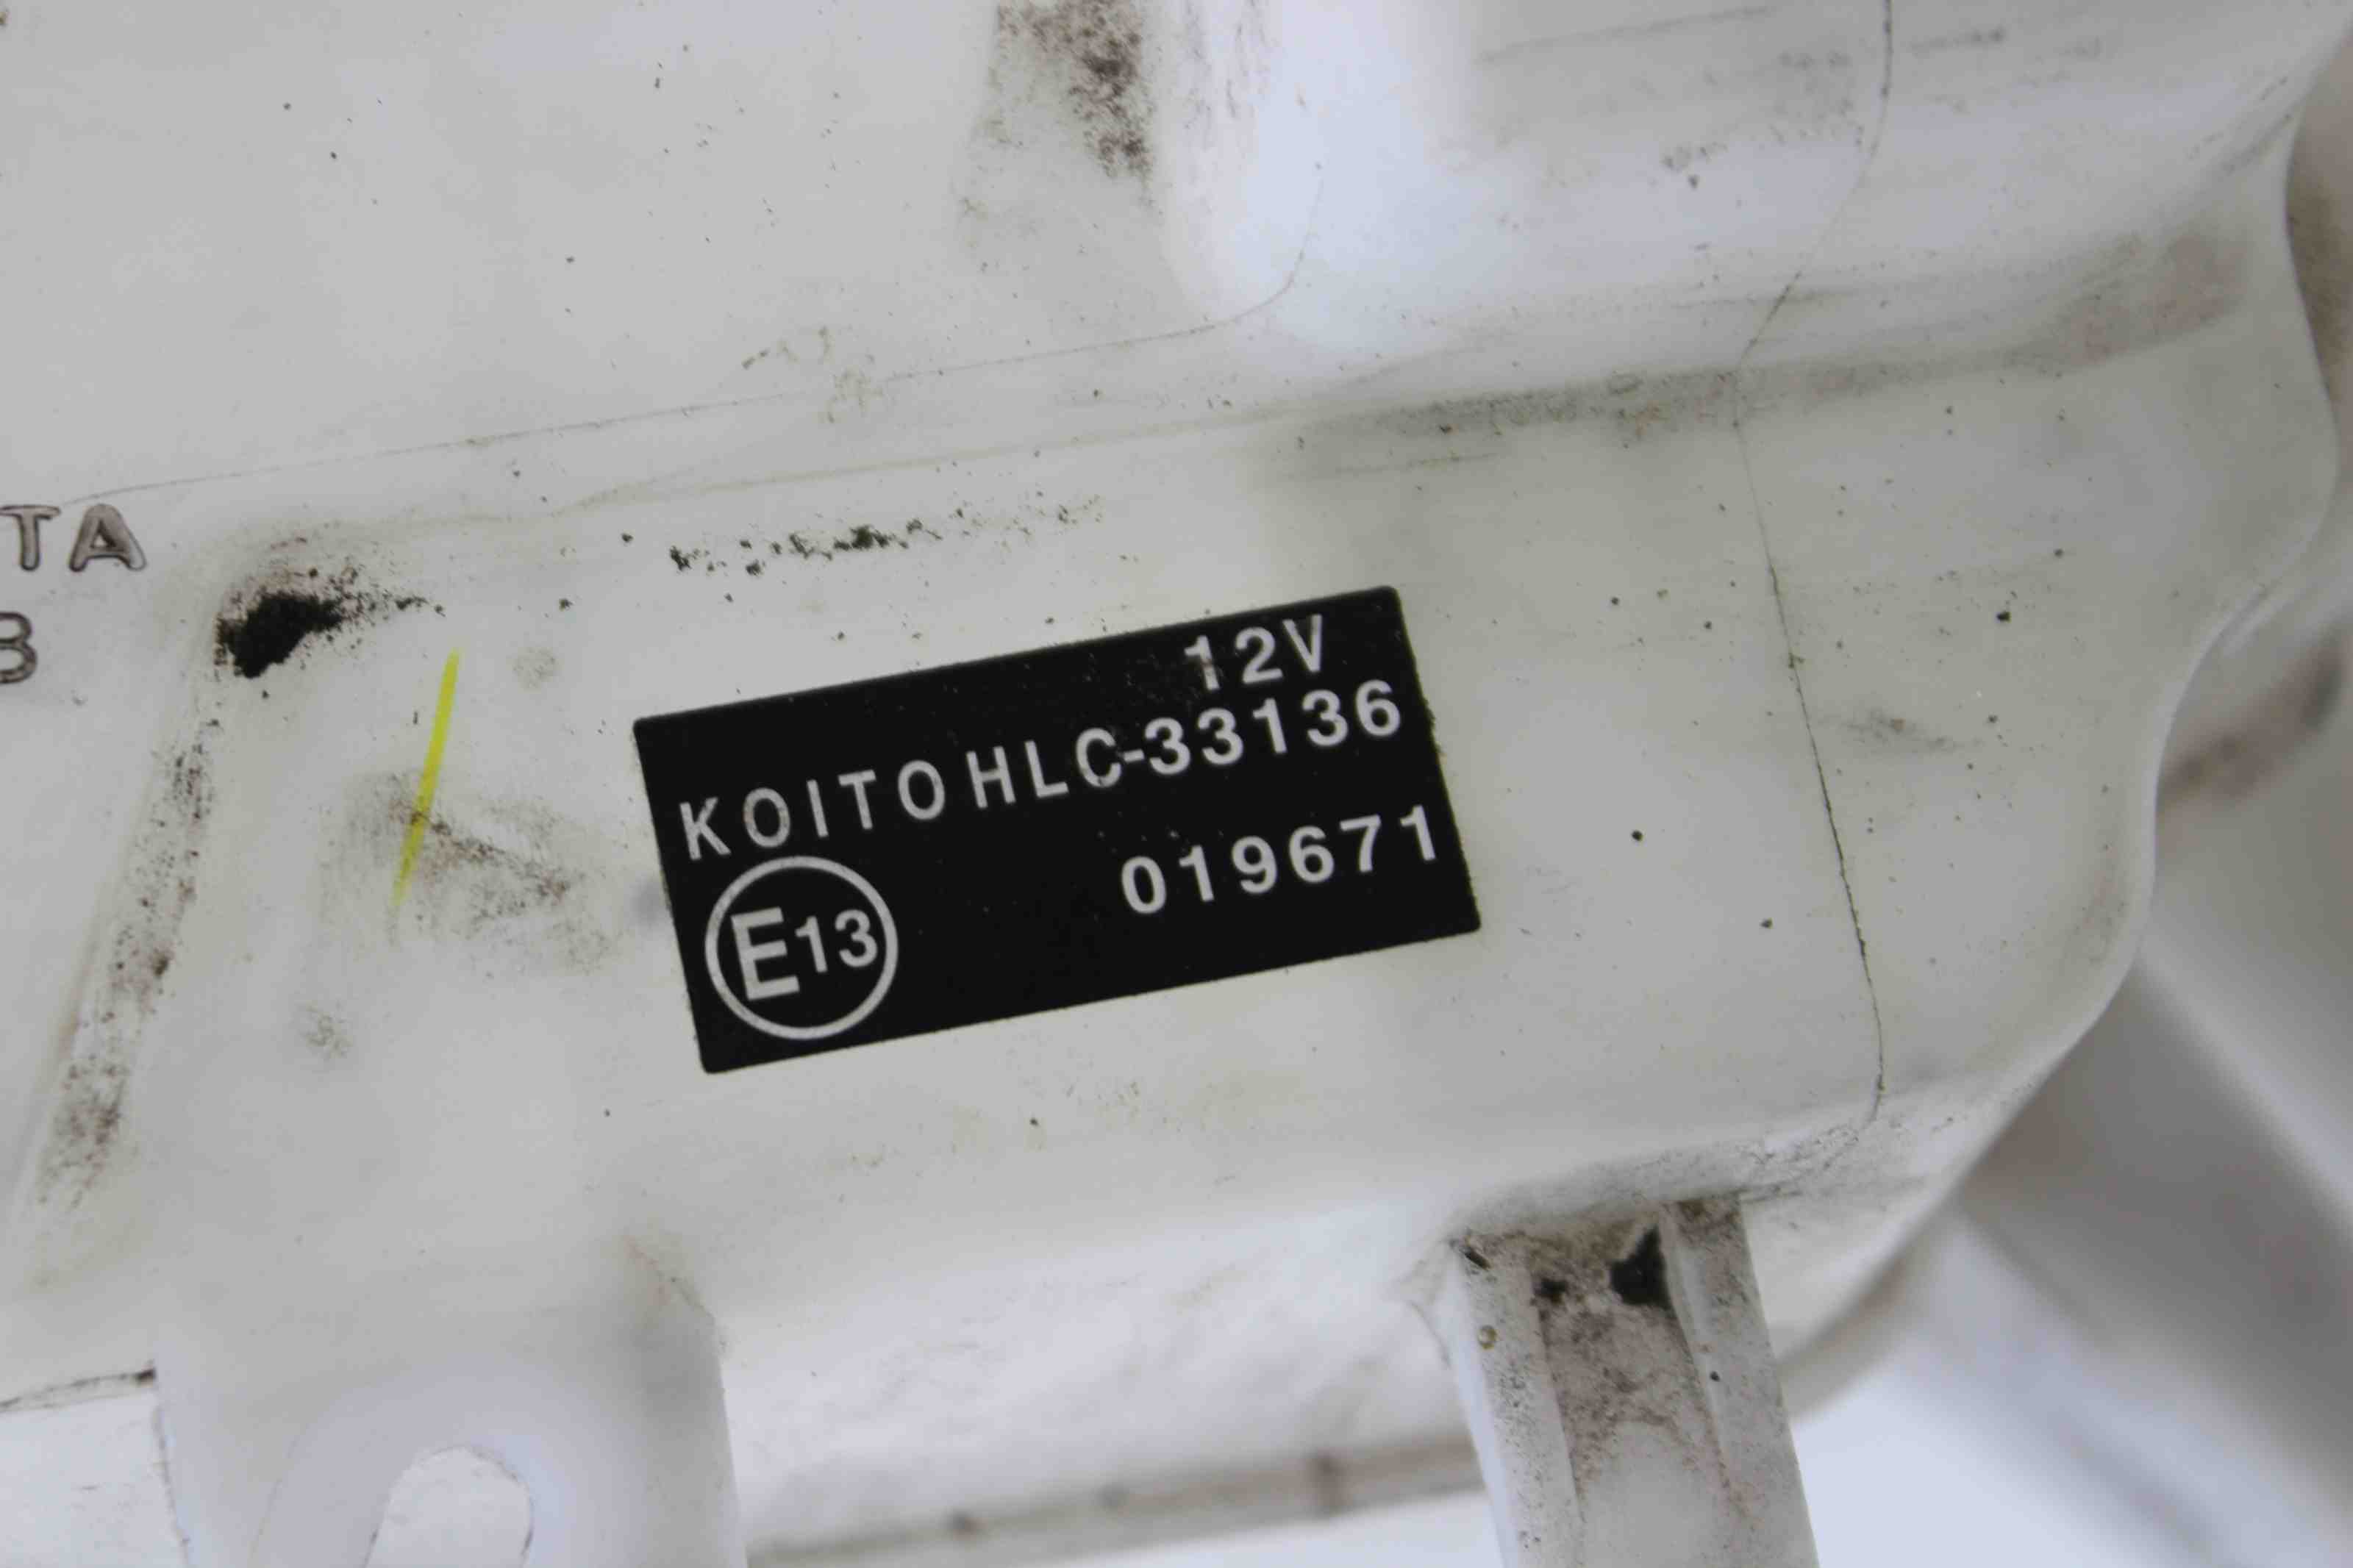 TA
B
12V
KOITO HLC-33136
E13 019671